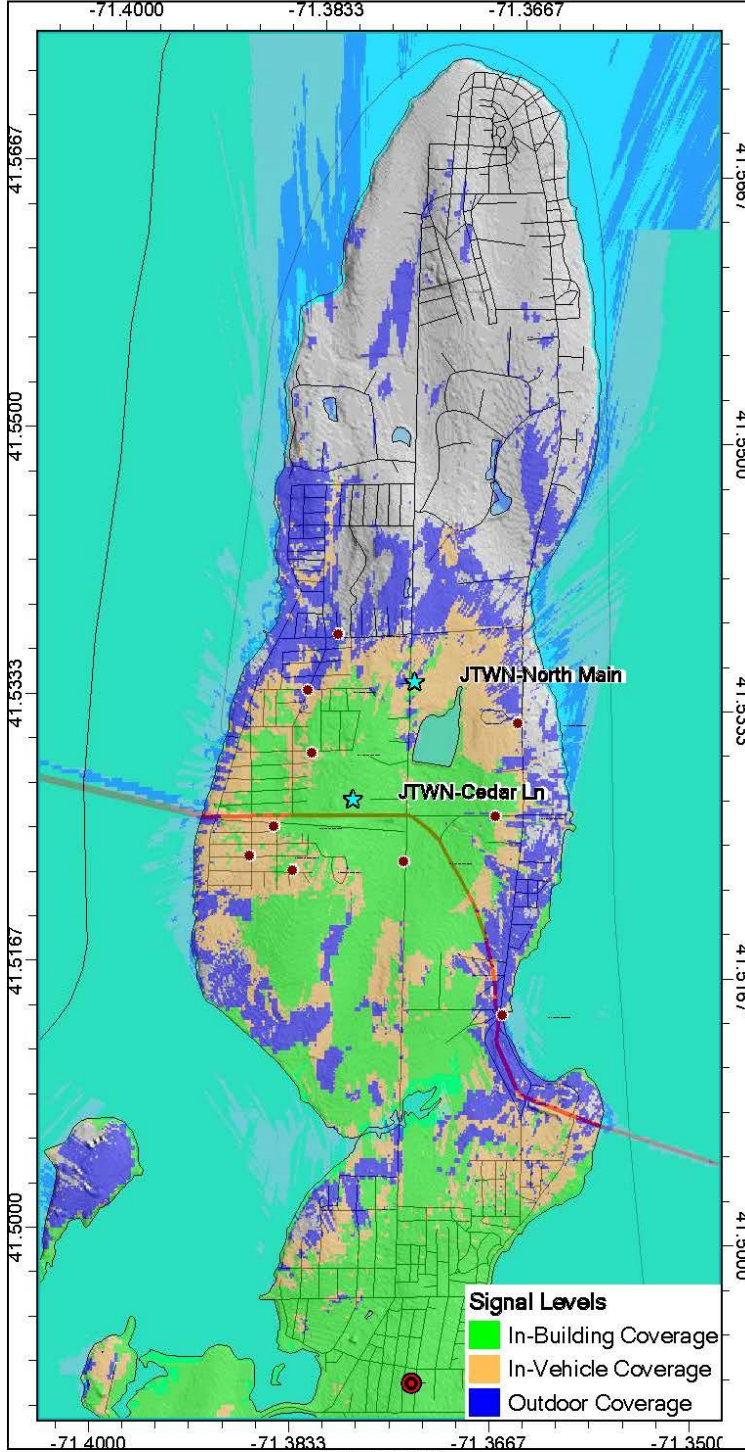 -71.4000 -71.3833 -71.3667
41.5667
41.5667
41.5500
41.5500
JTWN-North Main
41.5333
41.5333
JTWN-Cedar Ln
41.5167
41.5167
41.5000
41.5000
Signal Levels
In-Building Coverage
In-Vehicle Coverage
Outdoor Coverage
-71.4000 -71.3833 -71.3667 -71.3500